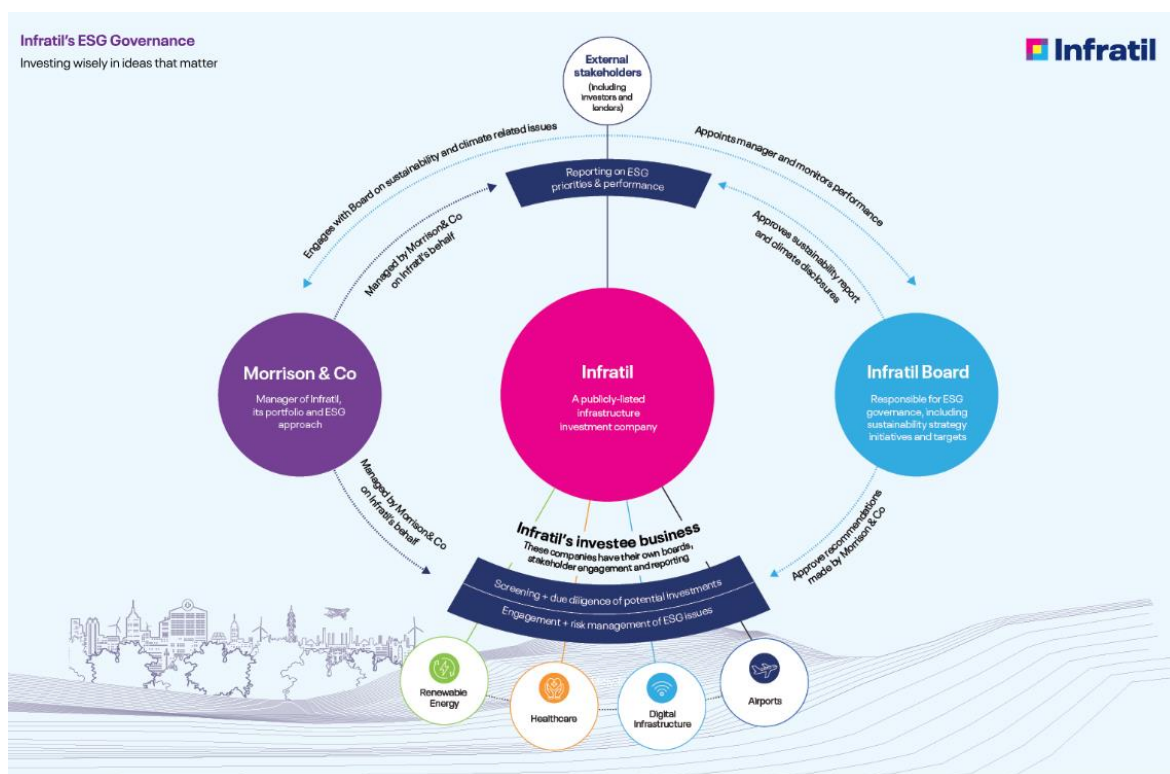 Infratil's ESG Governance
Investing wisely in ideas that matter
Infratil
External
stakeholders
(including
investors and
lenders)
Engages with Board on sustainability and climate related issues
Appoints manager and monitors performance
Reporting on ESG
priorities & performance
Managed by Morrison& Co
on Infratil's behalf
Approves sustainability report
and climate disclosures
Morrison & Co
Manager of Infratil,
its portfolio and ESG
approach
Infratil
A publicly-listed
infrastructure
investment company
Infratil Board
Responsible for ESG
governance, including
sustainability strategy
initiatives and targets
Managed by Morrison& Co
on Infratil's behalf
Approve recommendations
made by Morrison & Co
Infratil's investee business
These companies have their own boards,
stakeholder engagement and reporting
Screening + due diligence of potential investments
Engagement + risk management of ESG issues
Renewable
Energy
Healthcare
Digital
Infrastructure
Airports